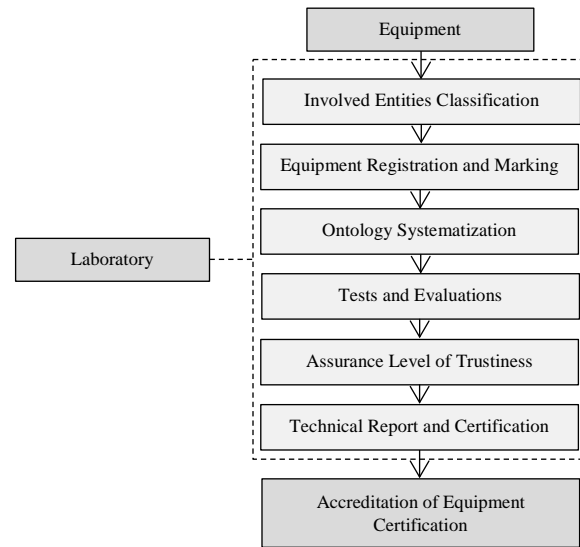 Equipment
Involved Entities Classification
Equipment Registration and Marking
Ontology Systematization
Laboratory
Tests and Evaluations
Assurance Level of Trustiness
Technical Report and Certification
Accreditation of Equipment
Certification